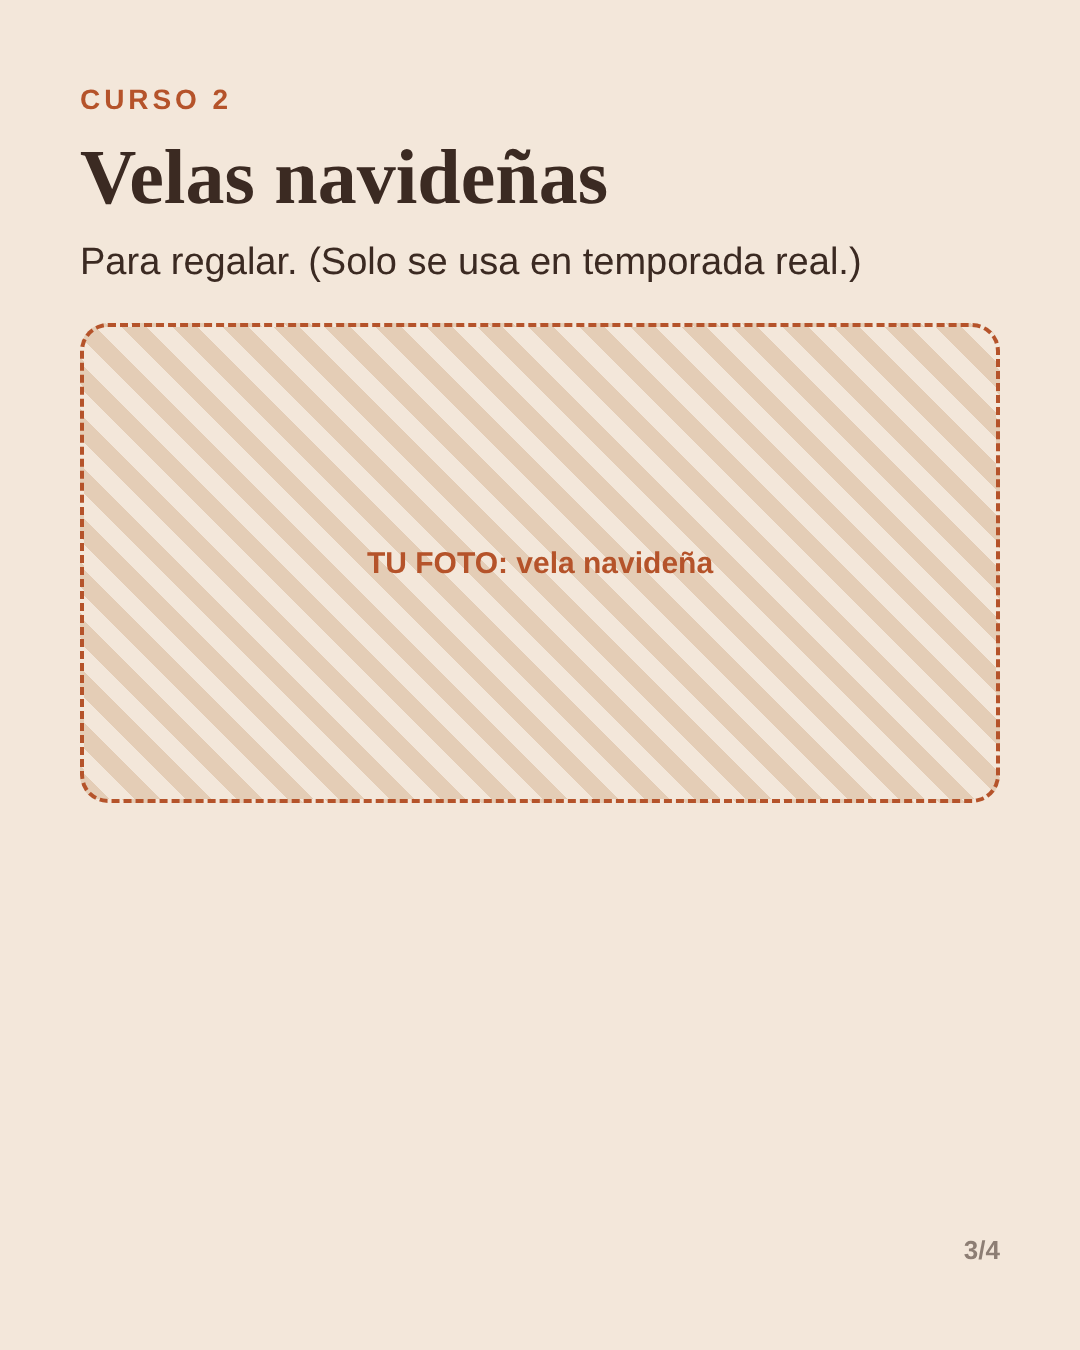 CURSO 2
Velas navideñas
Para regalar. (Solo se usa en temporada real.)
TU FOTO: vela navideña
3/4